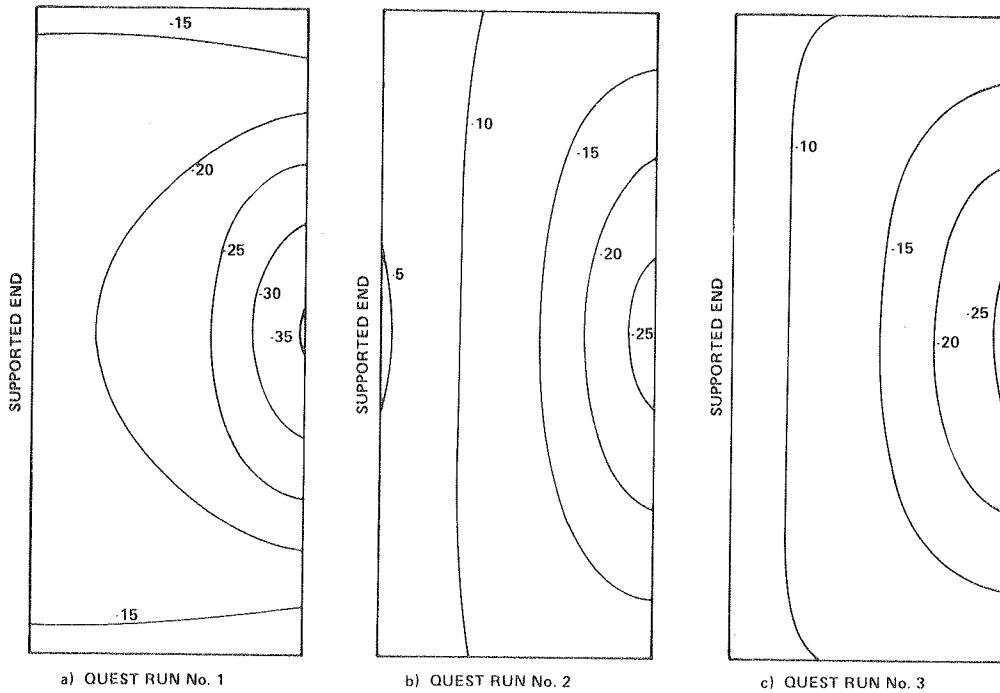 -15
-20
-25
-30
-35
-15
SUPPORTED END
a) QUEST RUN No. 1
-10
-15
-20
-5
-25
SUPPORTED END
b) QUEST RUN No. 2
-10
-15
-25
-20
SUPPORTED END
c) QUEST RUN No. 3